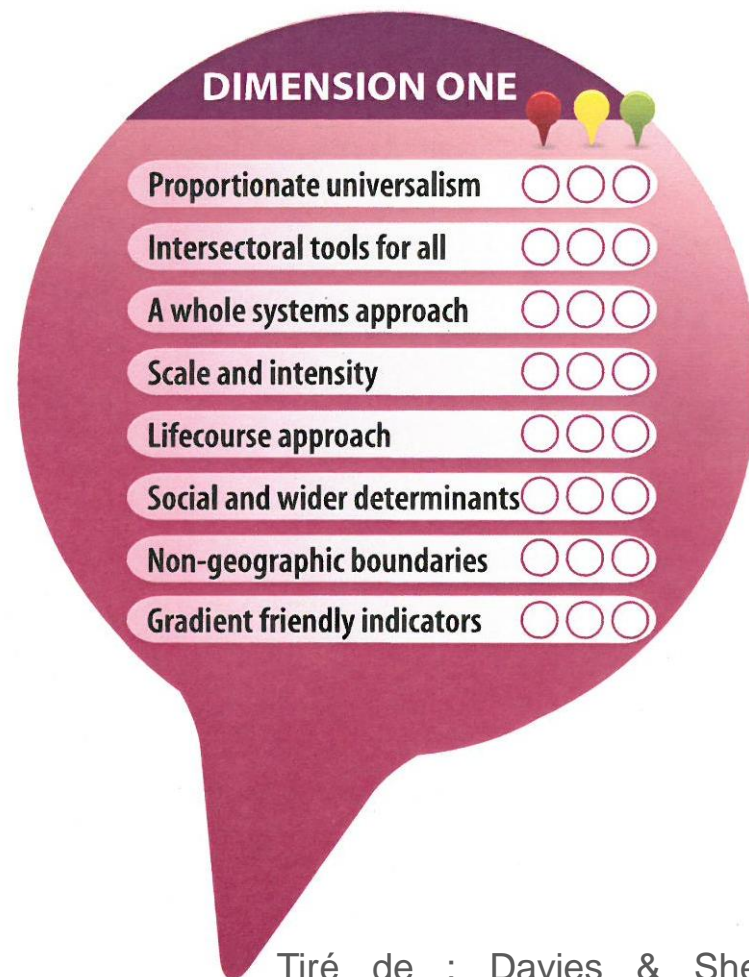 DIMENSION ONE
Proportionate universalism
Intersectoral tools for all
A whole systems approach
Scale and intensity
Lifecourse approach
Social and wider determinants
Non-geographic boundaries
Gradient friendly indicators
Tiré de : Davies &